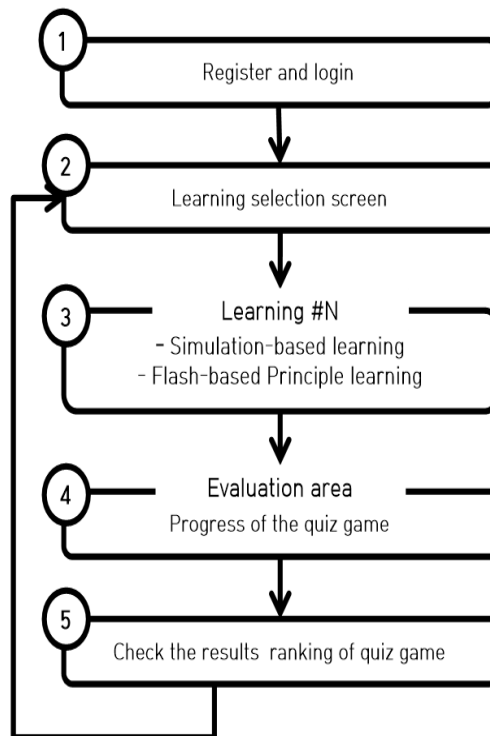 1
Register and login
2
Learning selection screen
3
Learning #N
- Simulation-based learning
- Flash-based Principle learning
4
Evaluation area
Progress of the quiz game
5
Check the results ranking of quiz game